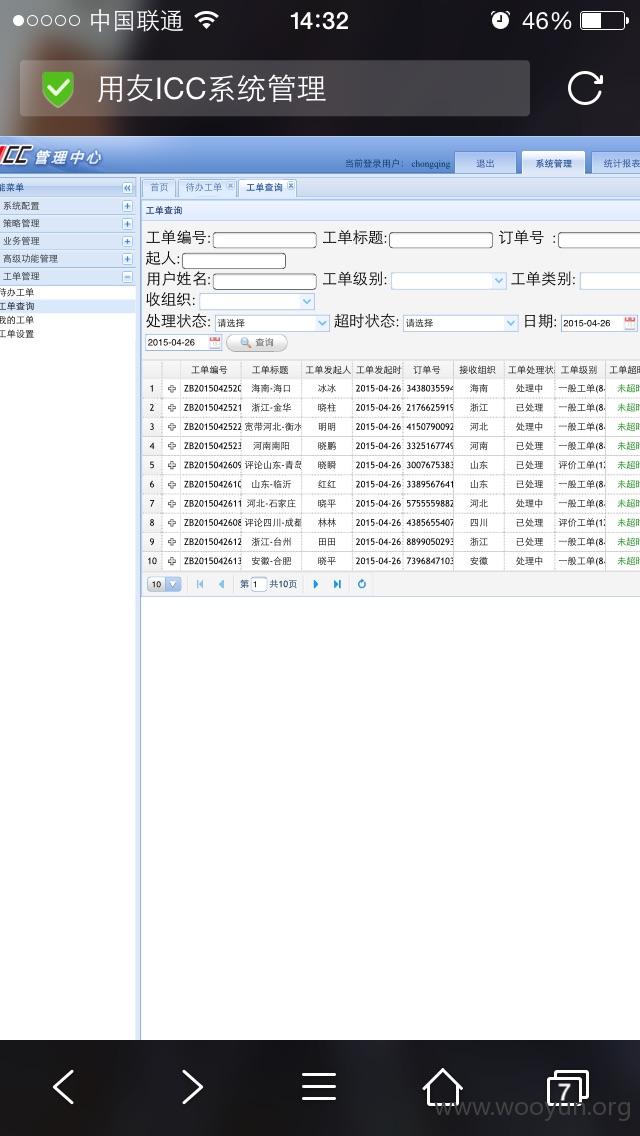 中国联通 14:32 46%
用友ICC系统管理
ICC 管理中心 当前登录用户: chongqing 退出 系统管理 统计报表
能菜单 首页 待办工单 工单查询
系统配置 工单查询
策略管理
业务管理
高级功能管理
工单管理
待办工单
工单查询
我的工单
工单设置
工单编号: 工单标题: 订单号 :
起人:
用户姓名: 工单级别: 工单类别:
收组织:
处理状态: 请选择 超时状态: 请选择 日期: 2015-04-26
2015-04-26 查询
工单编号 工单标题 工单发起人 工单发起时 订单号 接收组织 工单处理状 工单级别 工单超时
1 ZB2015042520 海南-海口 冰冰 2015-04-26 3438035594 海南 处理中 一般工单(8 未超时
2 ZB2015042521 浙江-金华 晓柱 2015-04-26 2176625919 浙江 已处理 一般工单(8 未超时
3 ZB2015042522 宽带河北-衡水 明明 2015-04-26 4150790092 河北 处理中 一般工单(8 未超时
4 ZB2015042523 河南南阳 晓鹏 2015-04-26 3325167749 河南 已处理 一般工单(8 未超时
5 ZB2015042609 评论山东-青岛 晓瞬 2015-04-26 3007675383 山东 已处理 评价工单(12 未超时
6 ZB2015042610 山东-临沂 红红 2015-04-26 3389567641 山东 已处理 一般工单(8 未超时
7 ZB2015042611 河北-石家庄 晓平 2015-04-26 5755559882 河北 处理中 一般工单(8 未超时
8 ZB2015042608 评论四川-成都 林林 2015-04-26 4385655407 四川 已处理 评价工单(12 未超时
9 ZB2015042612 浙江-台州 田田 2015-04-26 8899050293 浙江 已处理 一般工单(8 未超时
10 ZB2015042613 安徽-合肥 晓平 2015-04-26 7396847103 安徽 处理中 一般工单(8 未超时
10 第 1 共10页
7
www.wooyun.org